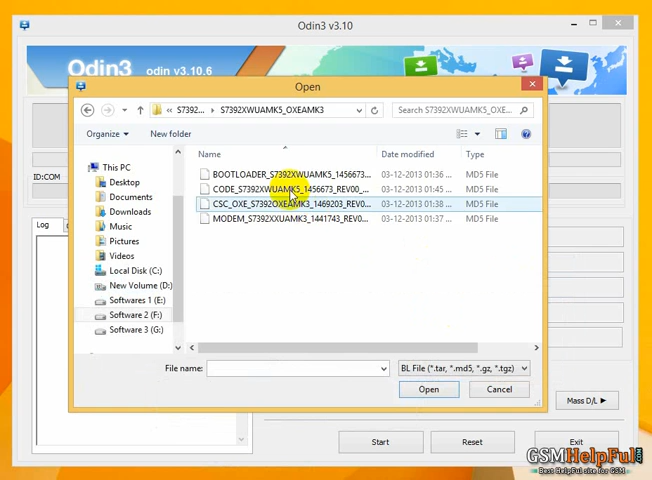 Odin3 v3.10
Odin3 odin v3.10.6
Open
« S7392... › S7392XWUAMK5_OXEAMK3
Search S7392XWUAMK5_OXE...
Organize
New folder
Name
Date modified
Type
This PC
Desktop
Documents
Downloads
Music
Pictures
Videos
Local Disk (C:)
New Volume (D:)
Softwares 1 (E:)
Software 2 (F:)
Software 3 (G:)
BOOTLOADER_S7392XWUAMK5_1456673... 03-12-2013 01:36 ... MD5 File
CODE_S7392XWUAMK5_1456673_REV00_... 03-12-2013 01:45 ... MD5 File
CSC_OXE_S7392OXEAMK3_1469203_REV0... 03-12-2013 01:38 ... MD5 File
MODEM_S7392XXUAMK3_1441743_REV0... 03-12-2013 01:37 ... MD5 File
File name:
BL File (*.tar, *.md5, *.gz, *.tgz)
Open
Cancel
ID:COM
Log
Mass D/L ▶
Start
Reset
Exit
GSMHelpFul.COM
Best HelpFul site for GSM